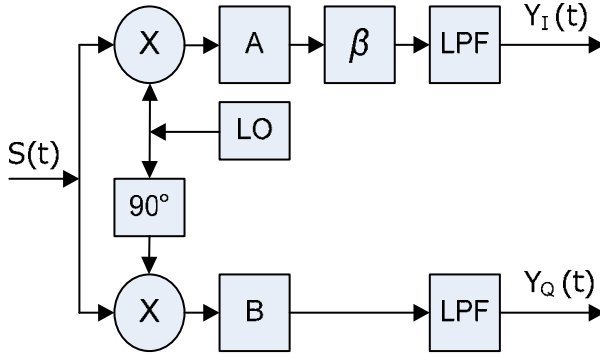 X A β LPF Y_I(t)
LO
S(t)
90°
X B LPF Y_Q(t)